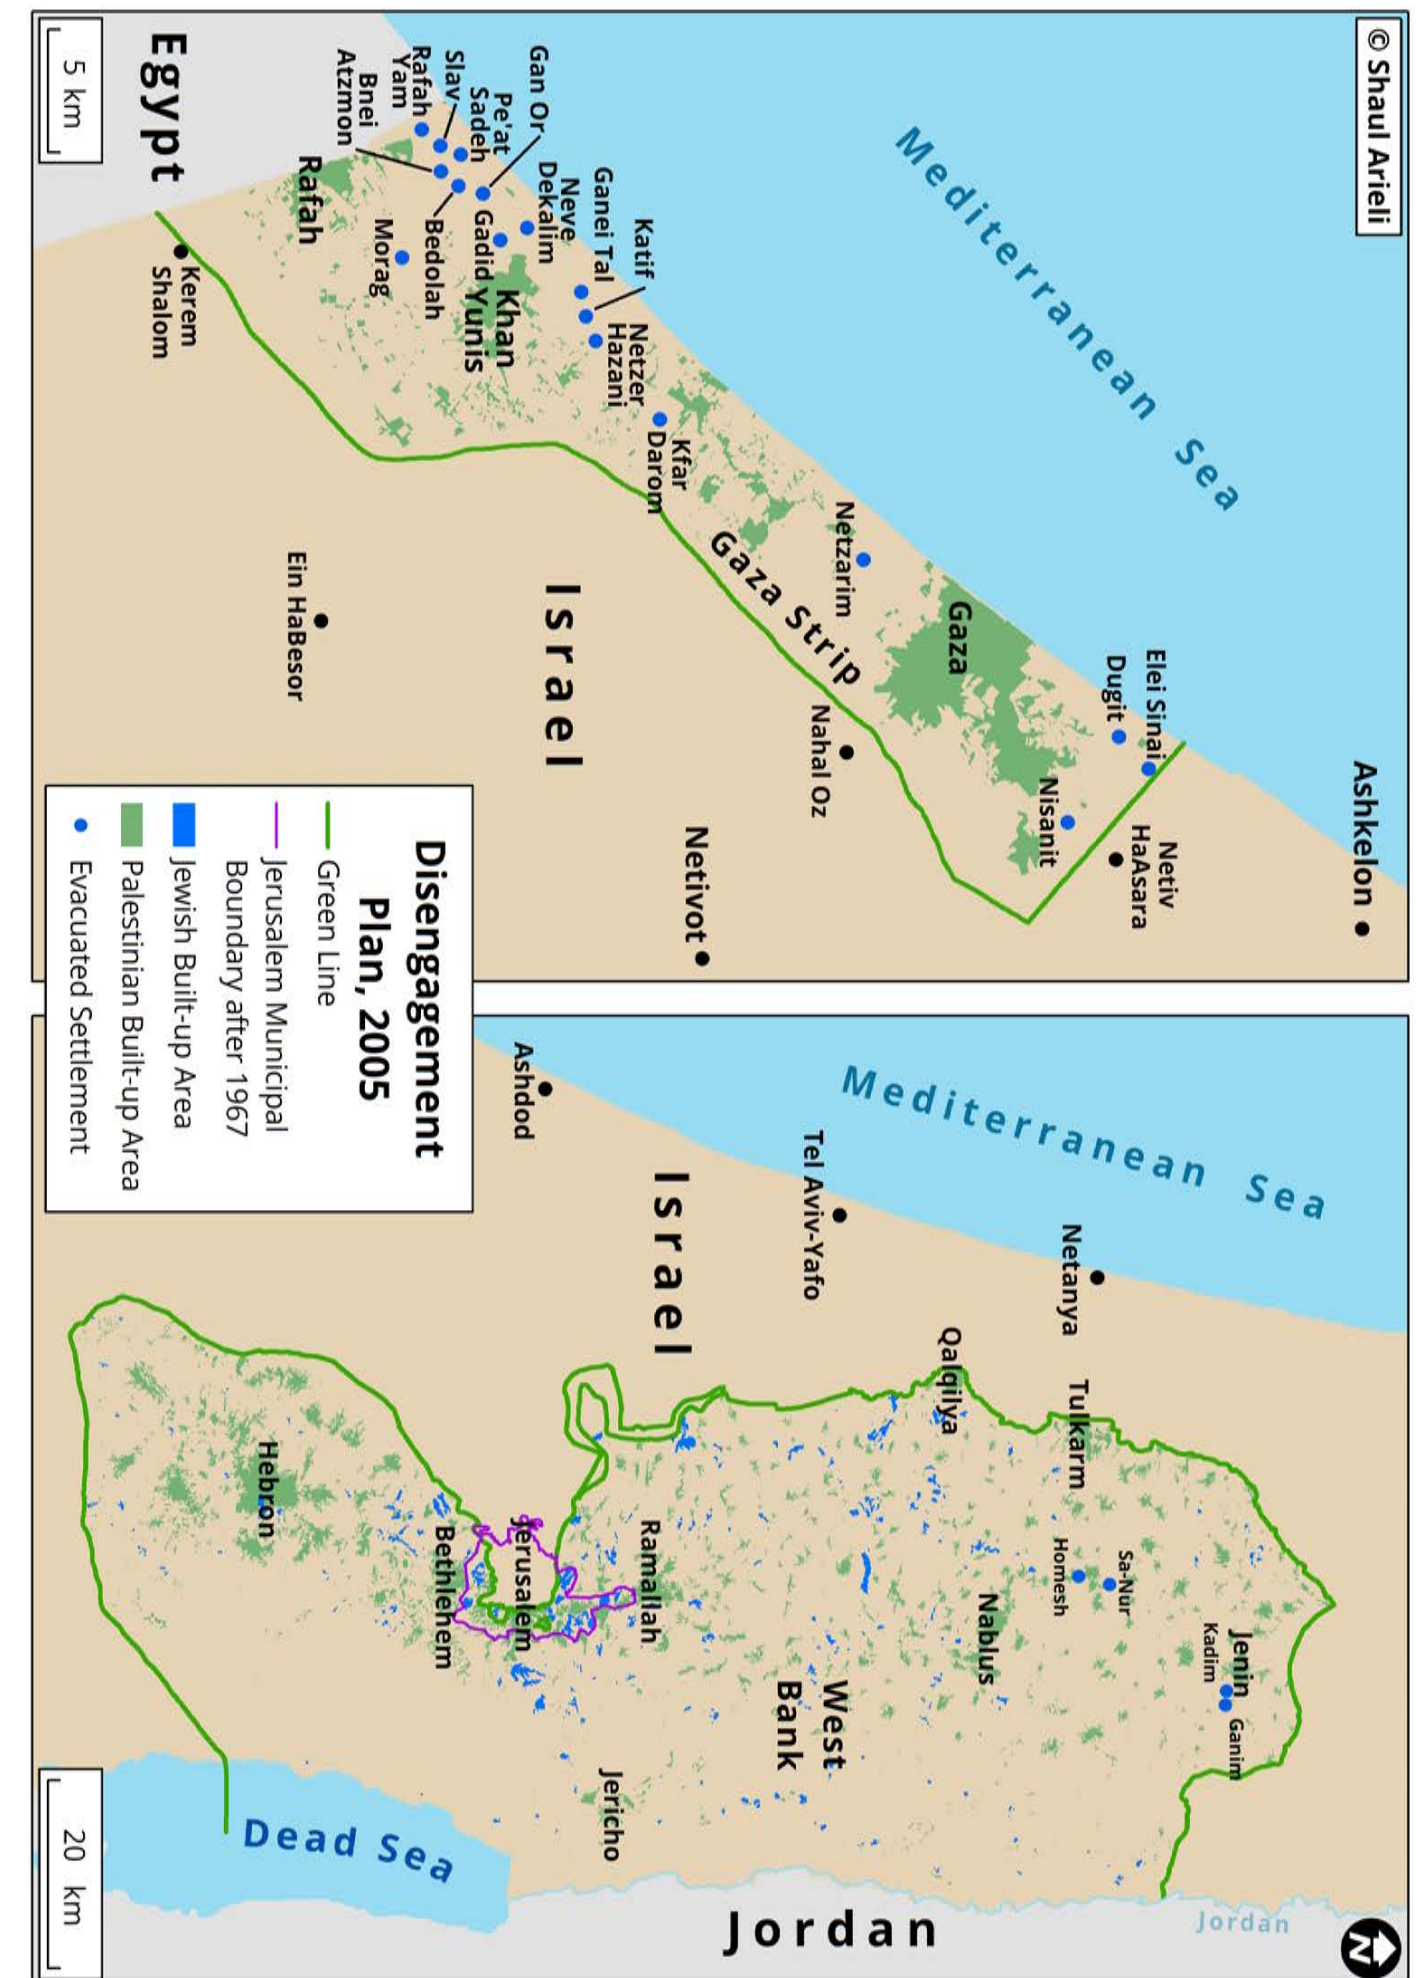 © Shaul Arieli
Mediterranean Sea
Ashkelon
Netiv
HaAsara
Elei Sinai
Dugit
Nisanit
Gaza
Netzarim
Nahal Oz
Gaza Strip
Netivot
Kfar
Darom
Katif
Netzer
Hazani
Ganei Tal
Neve
Dekalim
Gan Or
Pe'at
Sadeh
Slav
Rafah
Yam
Bnei
Atzmon
Gadid
Khan
Yunis
Bedolah
Morag
Rafah
Israel
Ein HaBesor
Kerem
Shalom
Egypt
5 km
Disengagement
Plan, 2005
Green Line
Jerusalem Municipal
Boundary after 1967
Jewish Built-up Area
Palestinian Built-up Area
Evacuated Settlement
Mediterranean Sea
Netanya
Tel Aviv-Yafo
Ashdod
Israel
Jenin
Kadim
Ganim
Sa-Nur
Homesh
Tulkarm
Nablus
Qalqilya
West
Bank
Ramallah
Jericho
Jerusalem
Bethlehem
Hebron
Dead Sea
Jordan
Jordan
N
20 km